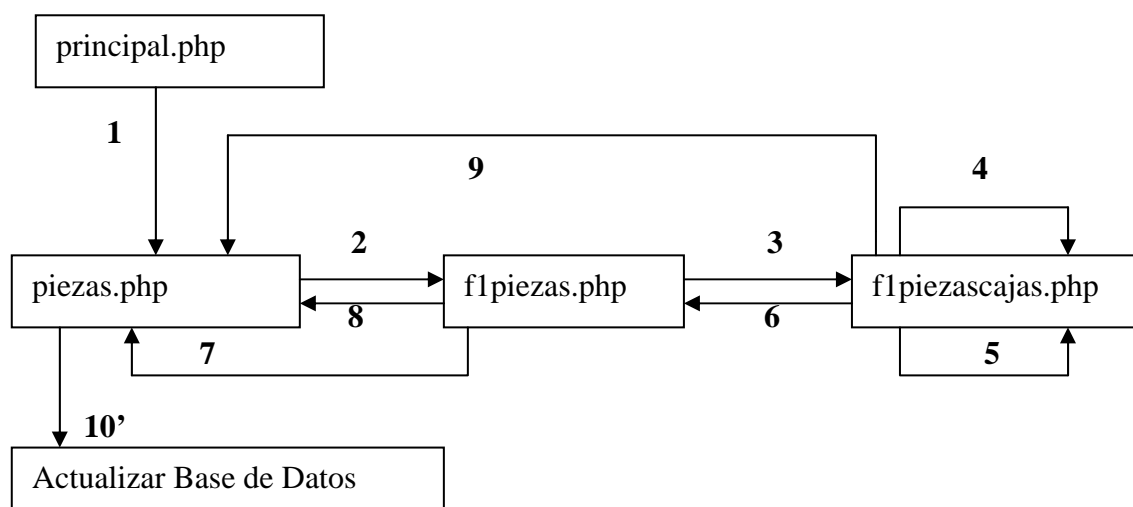 principal.php
1
9
4
2
3
piezas.php
f1piezas.php
f1piezascajas.php
8
6
7
5
10’
Actualizar Base de Datos